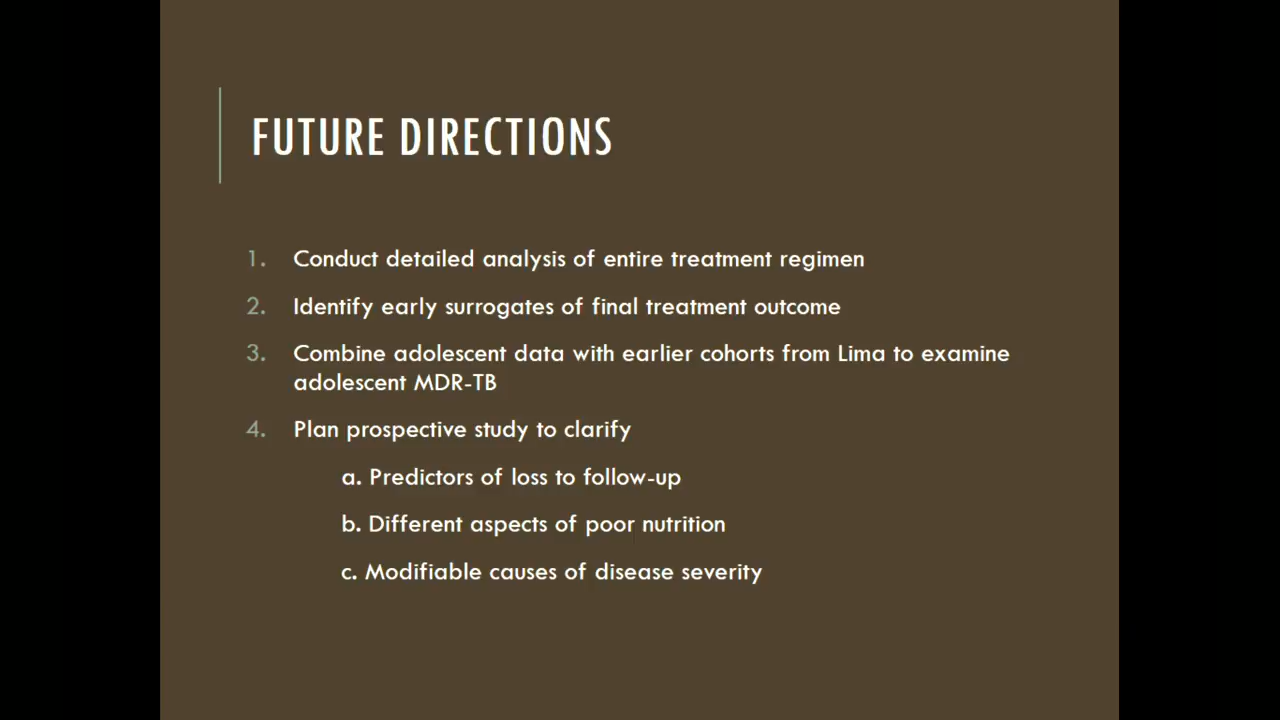 FUTURE DIRECTIONS
1. Conduct detailed analysis of entire treatment regimen
2. Identify early surrogates of final treatment outcome
3. Combine adolescent data with earlier cohorts from Lima to examine
adolescent MDR-TB
4. Plan prospective study to clarify
a. Predictors of loss to follow-up
b. Different aspects of poor nutrition
c. Modifiable causes of disease severity